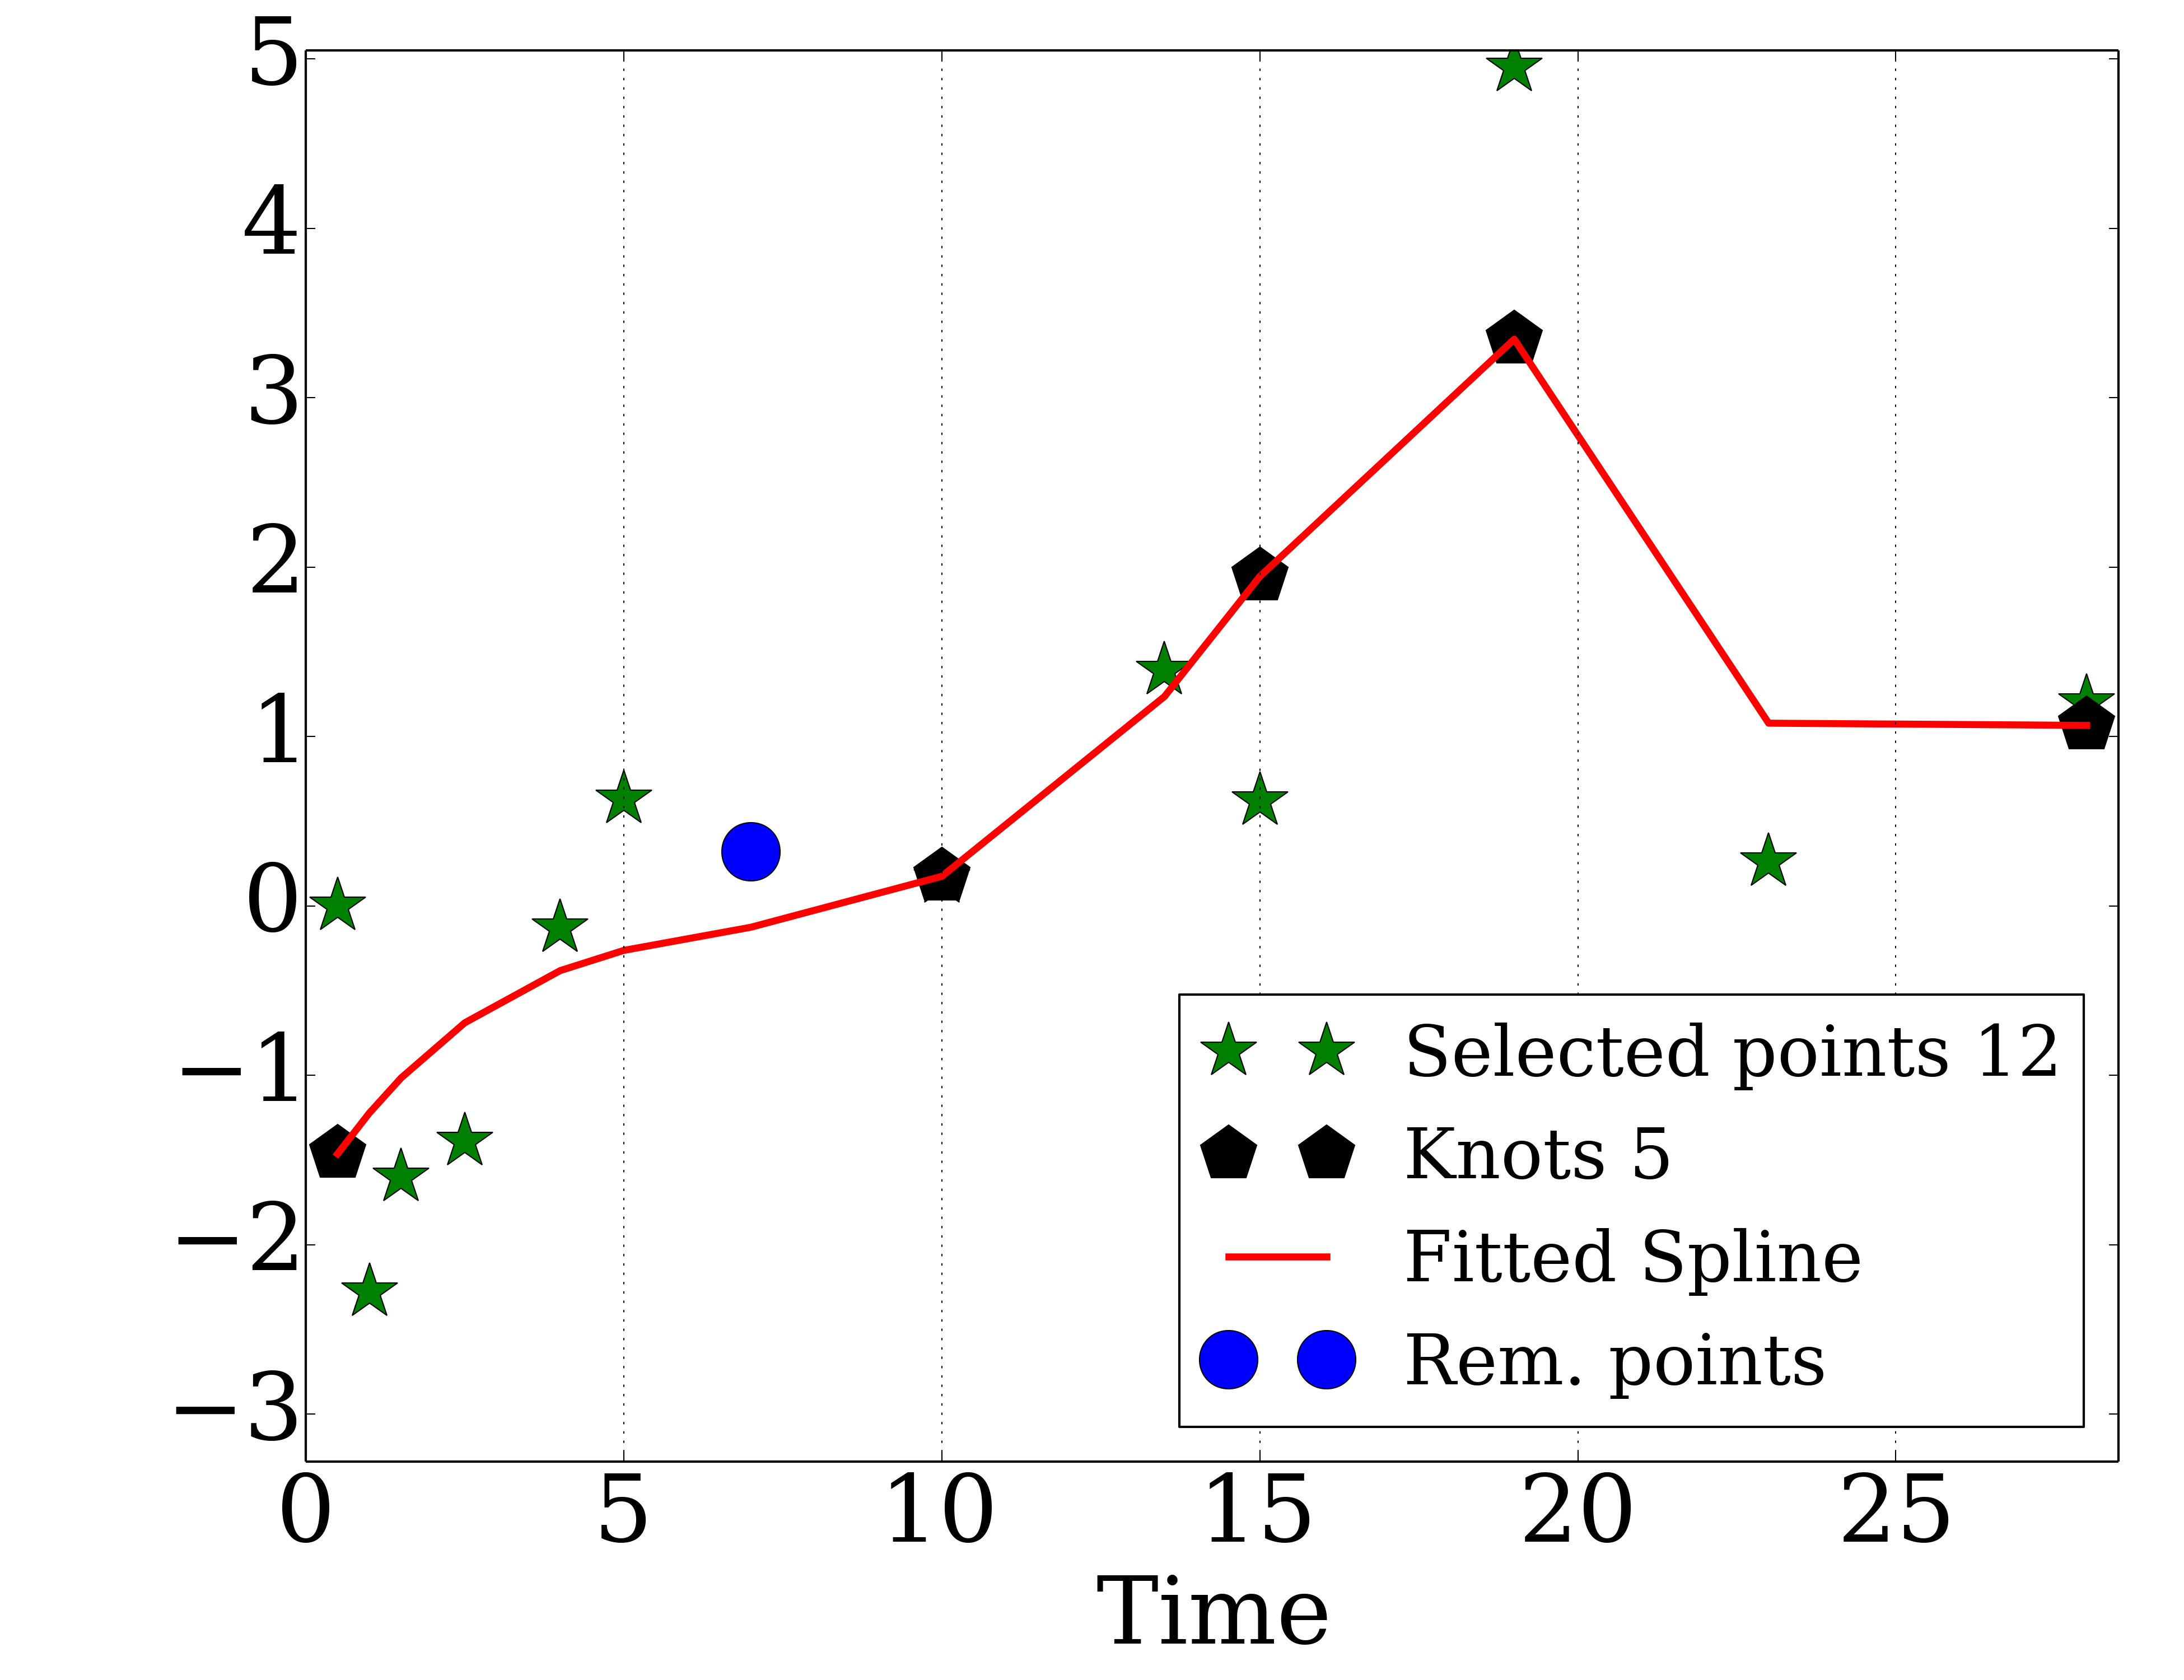 5
4
3
2
1
0
−1
−2
−3
0 5 10 15 20 25
Time
Selected points 12
Knots 5
Fitted Spline
Rem. points